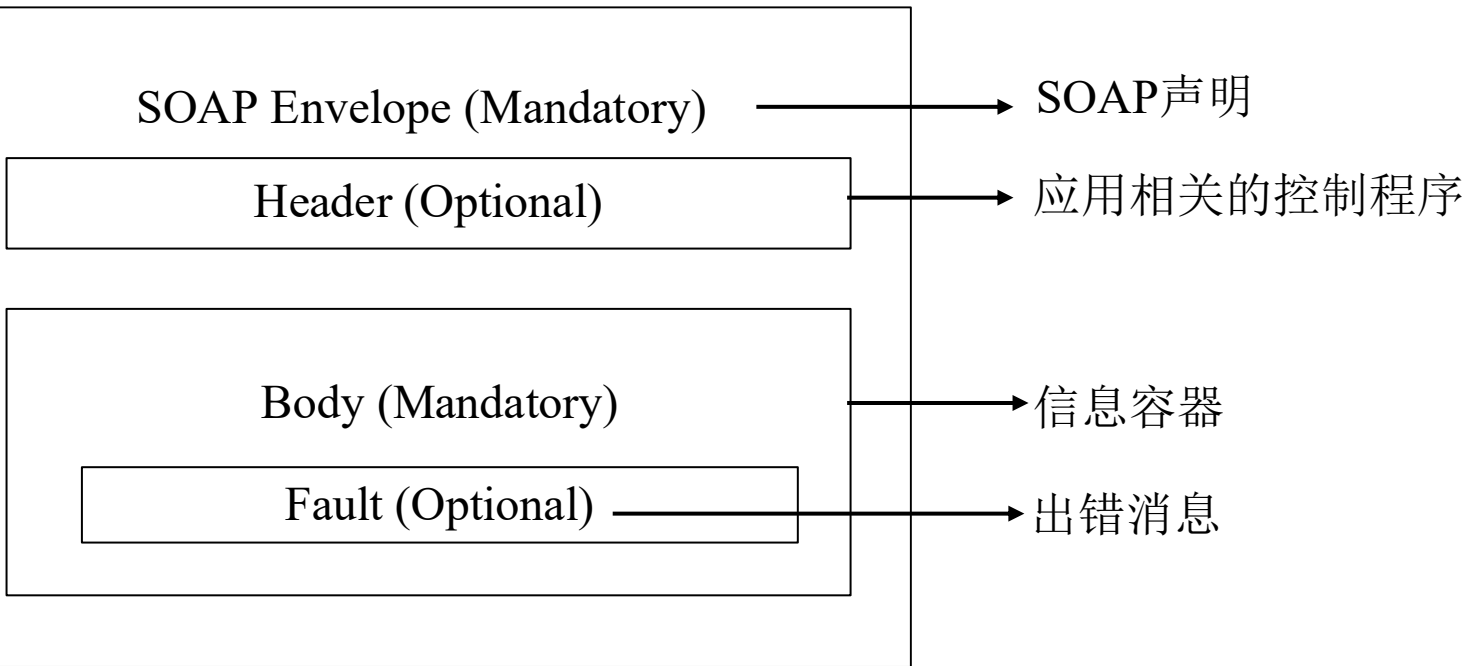 SOAP Envelope (Mandatory)
SOAP声明
Header (Optional)
应用相关的控制程序
Body (Mandatory)
信息容器
Fault (Optional)
出错消息